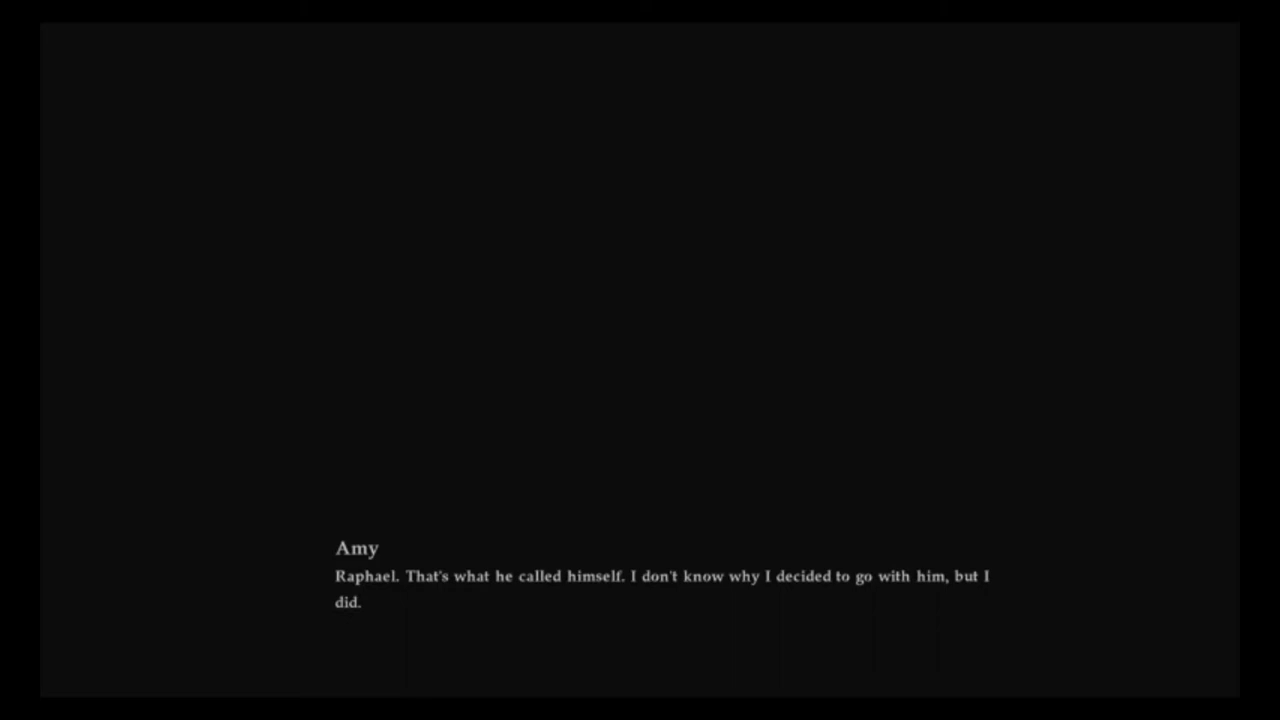 Amy
Raphael. That's what he called himself. I don't know why I decided to go with him, but I
did.